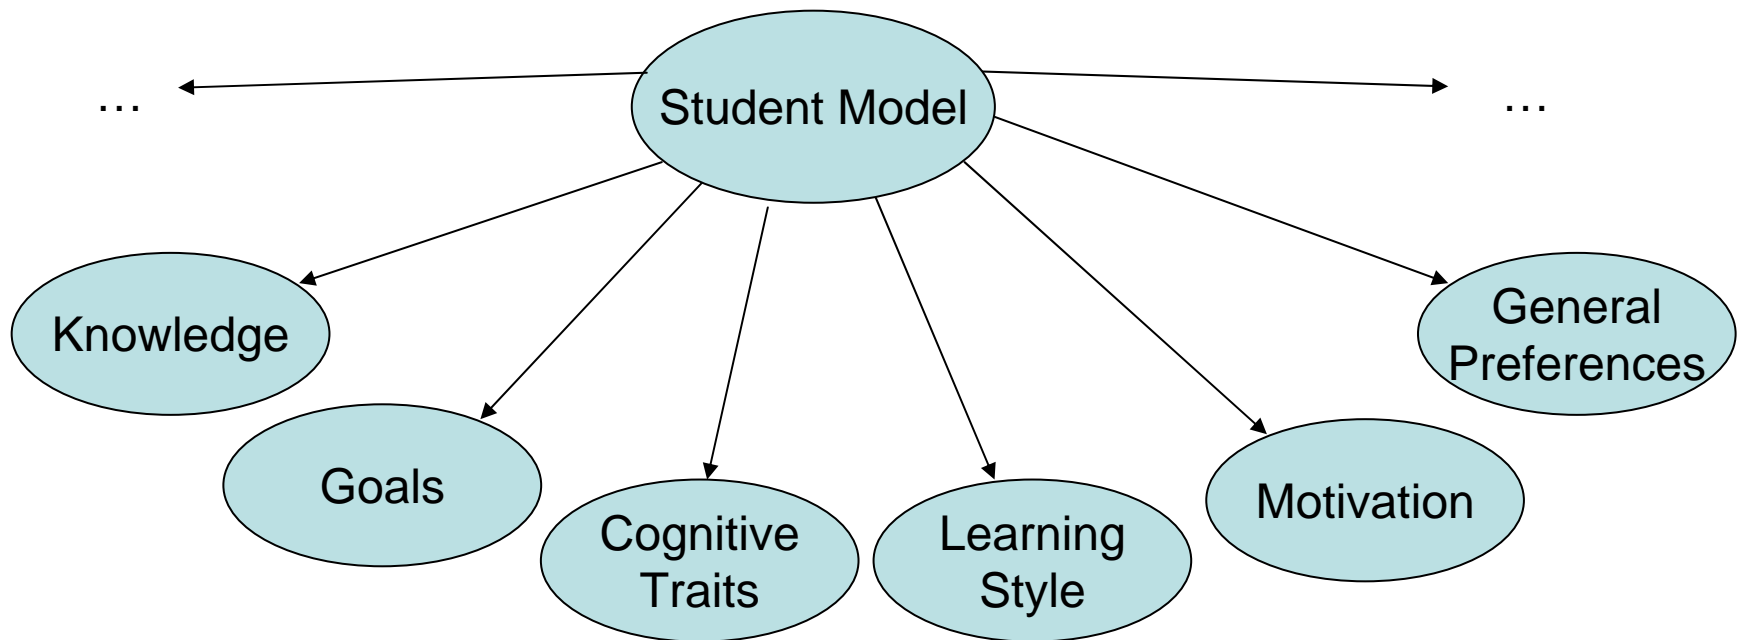 Student Model
...
...
Knowledge
General
Preferences
Goals
Motivation
Cognitive
Traits
Learning
Style